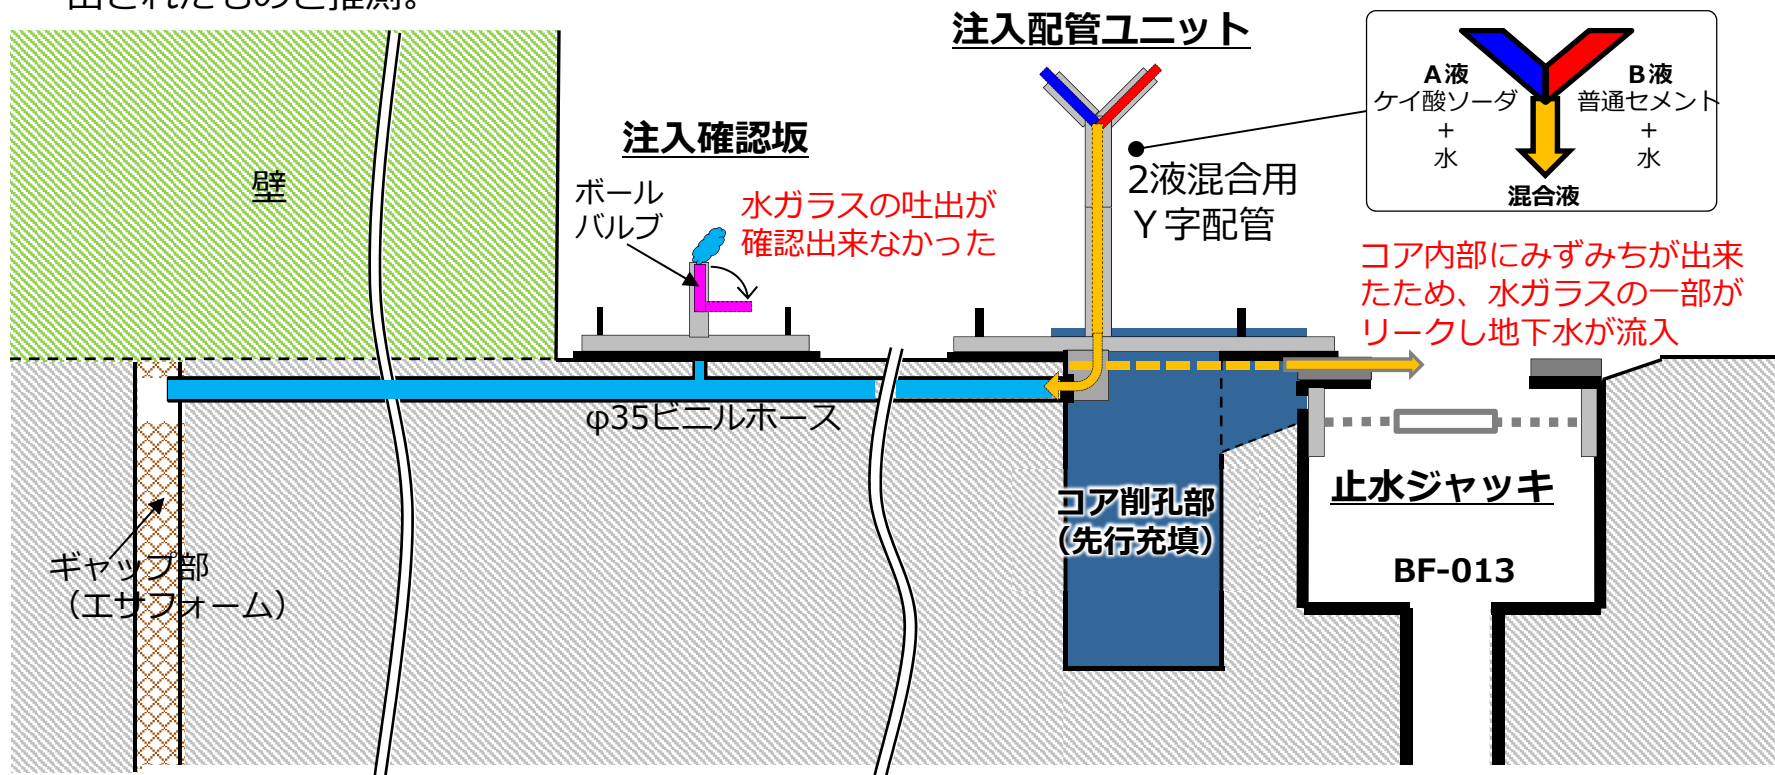 出されたものと推測。
注入配管ユニット
A液
ケイ酸ソーダ
+
水
B液
普通セメント
+
水
混合液
注入確認坂
壁
ボール
バルブ
水ガラスの吐出が
確認出来なかった
2液混合用
Y字配管
コア内部にみずみちが出来
たため、水ガラスの一部が
リークし地下水が流入
φ35ビニルホース
コア削孔部
(先行充填)
止水ジャッキ
BF-013
ギャップ部
(エサフォーム)